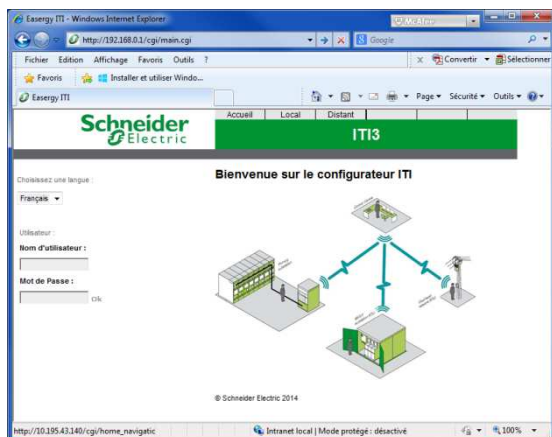 Easergy ITI - Windows Internet Explorer
McAfee
http://192.168.0.1/cgi/main.cgi
Google
Fichier Edition Affichage Favoris Outils ?
x Convertir Sélectionner
Favoris Installer et utiliser Windo...
Easergy ITI
Page Sécurité Outils
Schneider
Electric
Accueil Local Distant
ITI3
Choisissez une langue :
Français
Bienvenue sur le configurateur ITI
Utilisateur :
Nom d'utilisateur :
Mot de Passe :
Ok
© Schneider Electric 2014
http://10.195.43.140/cgi/home_navigatic
Intranet local | Mode protégé : désactivé
100%